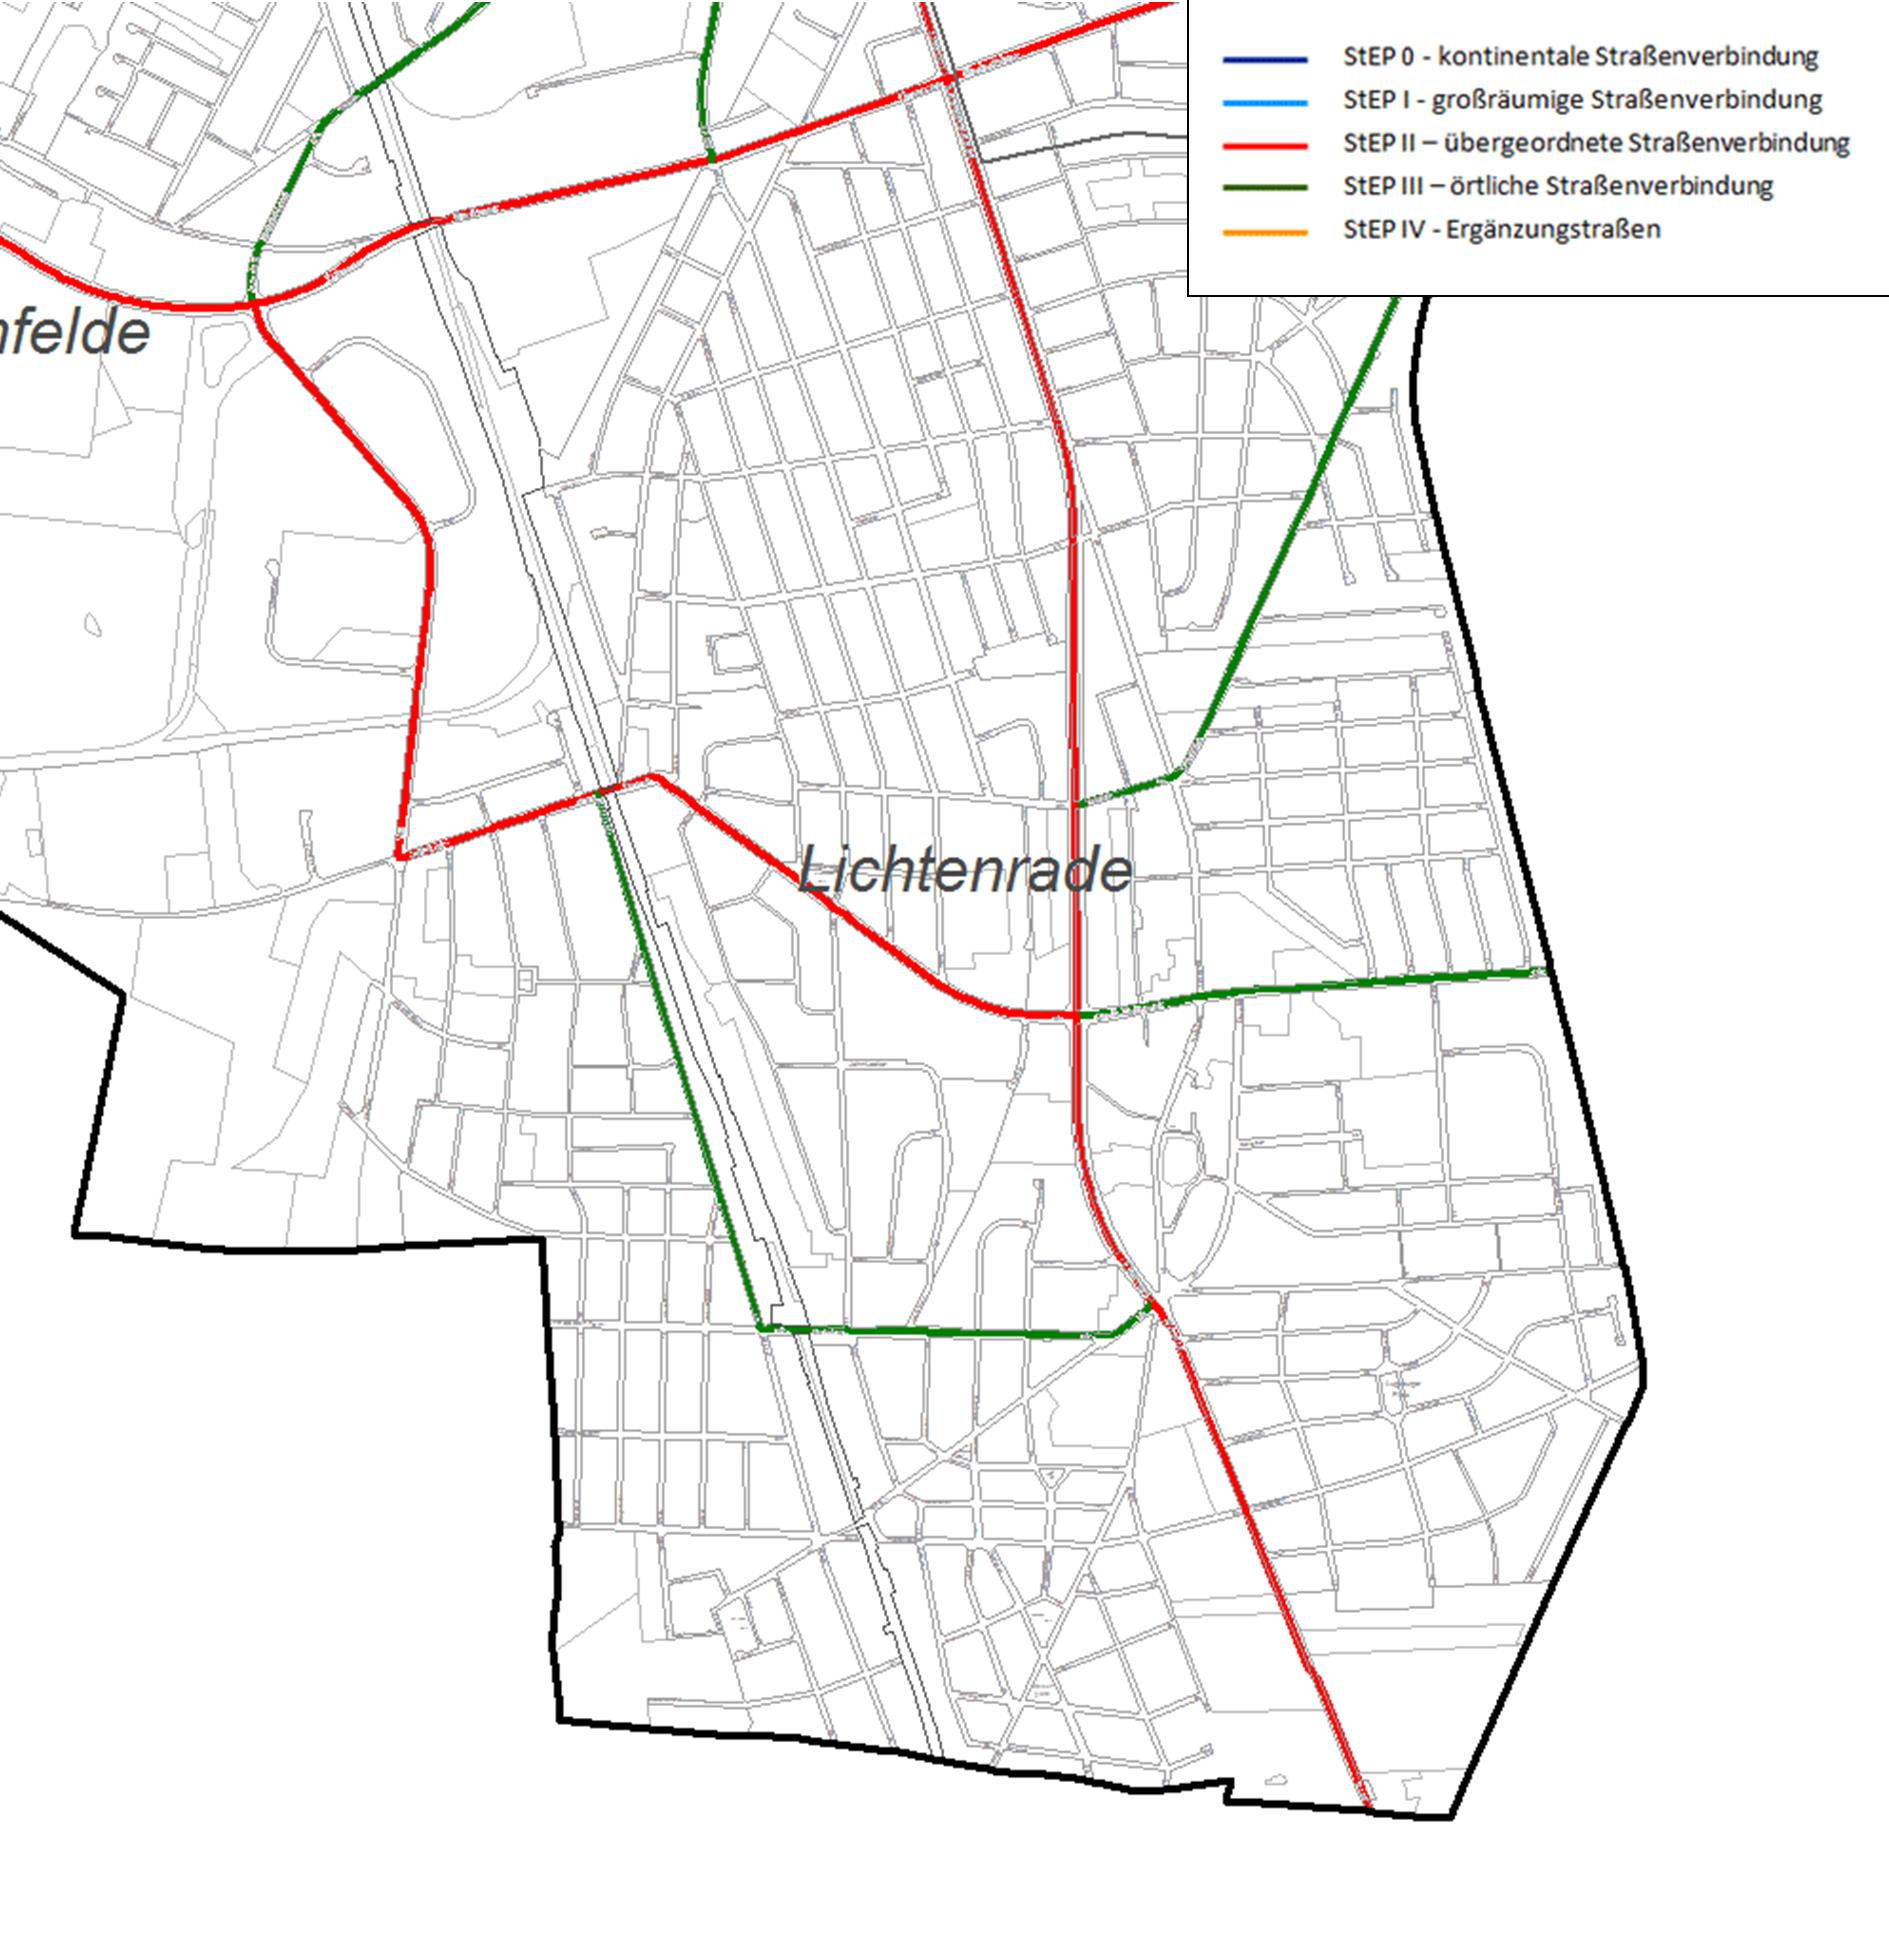 StEP 0 - kontinentale Straßenverbindung
StEP I - großräumige Straßenverbindung
StEP II – übergeordnete Straßenverbindung
StEP III – örtliche Straßenverbindung
StEP IV - Ergänzungstraßen
nfelde
Lichtenrade